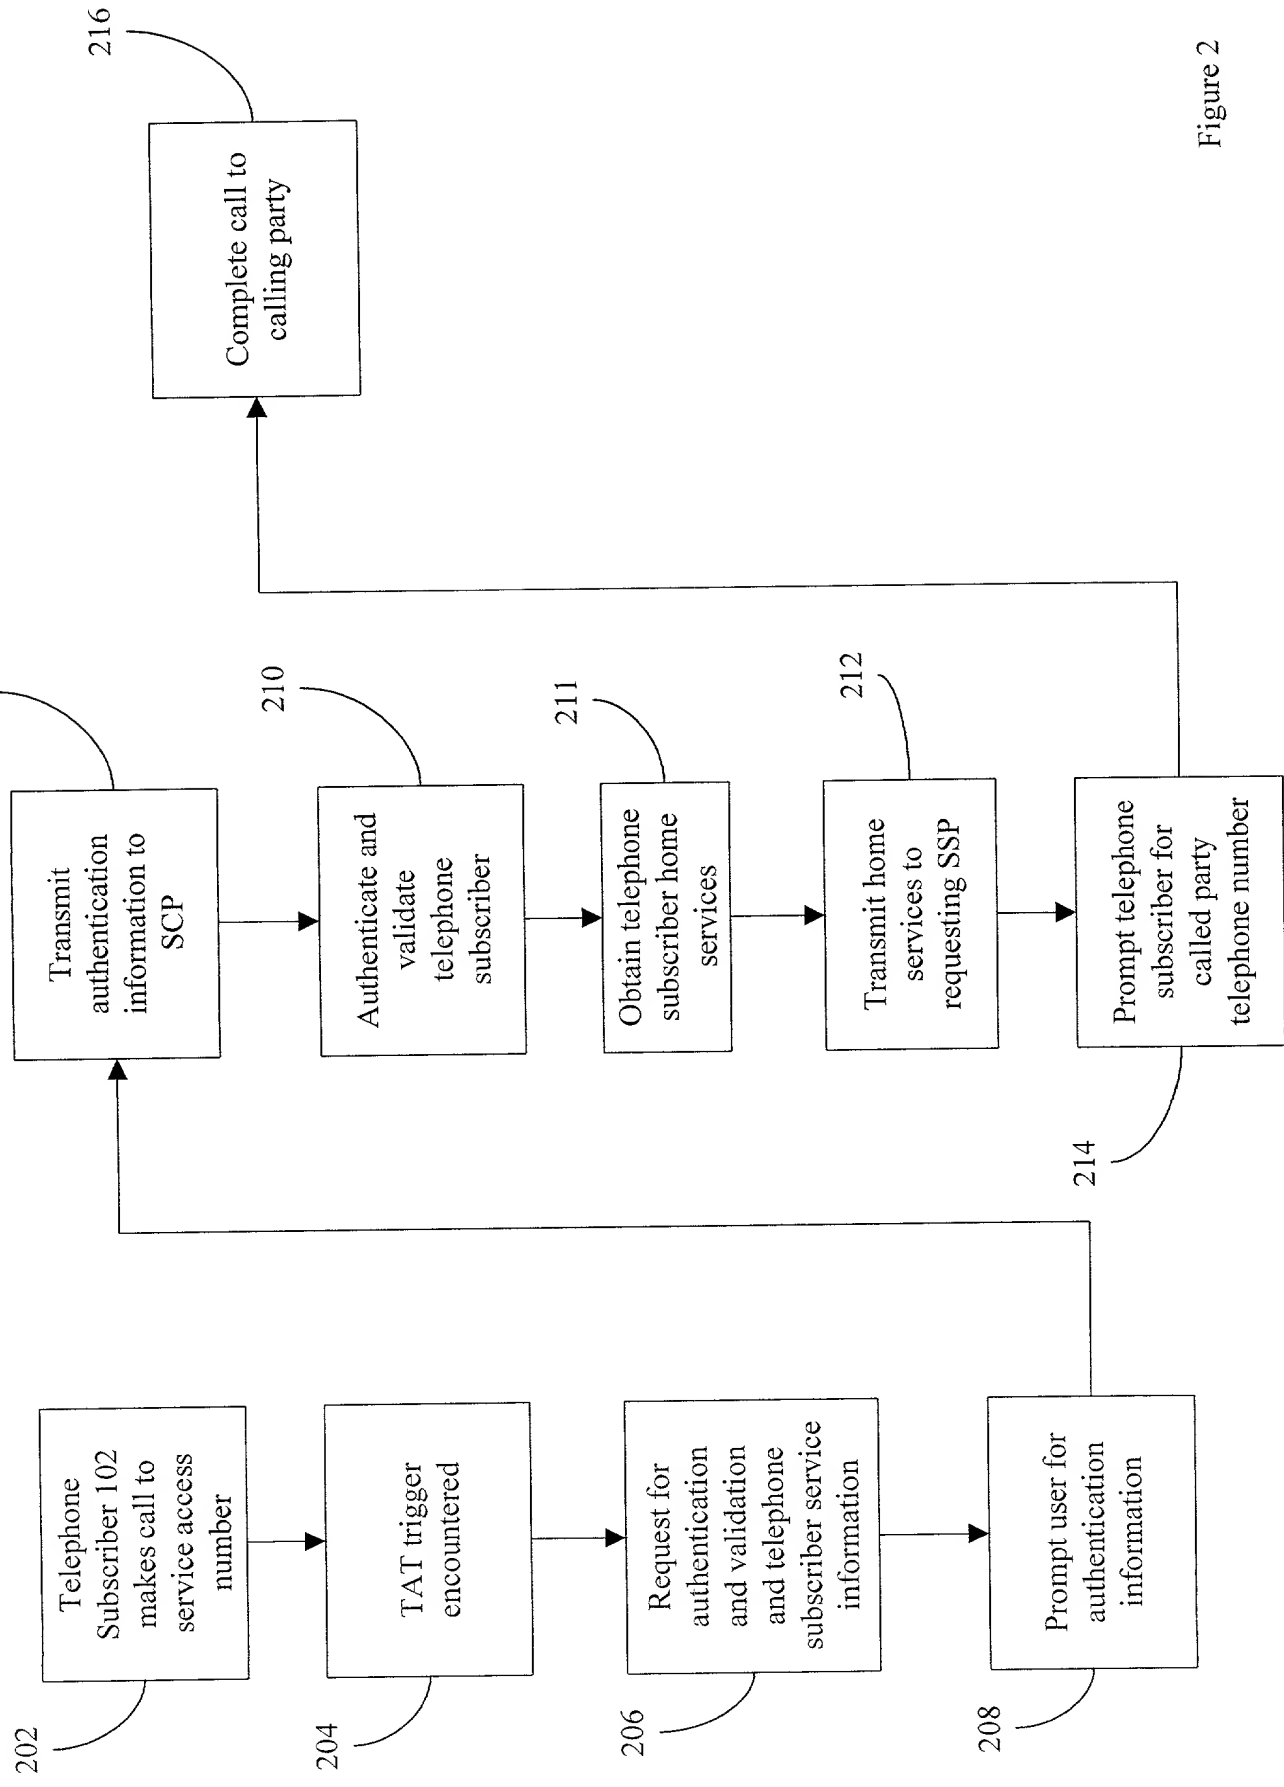 202
Telephone
Subscriber 102
makes call to
service access
number
204
TAT trigger
encountered
206
Request for
authentication
and validation
and telephone
subscriber service
information
208
Prompt user for
authentication
information
Transmit
authentication
information to
SCP
210
Authenticate and
validate
telephone
subscriber
211
Obtain telephone
subscriber home
services
212
Transmit home
services to
requesting SSP
214
Prompt telephone
subscriber for
called party
telephone number
216
Complete call to
calling party
Figure 2